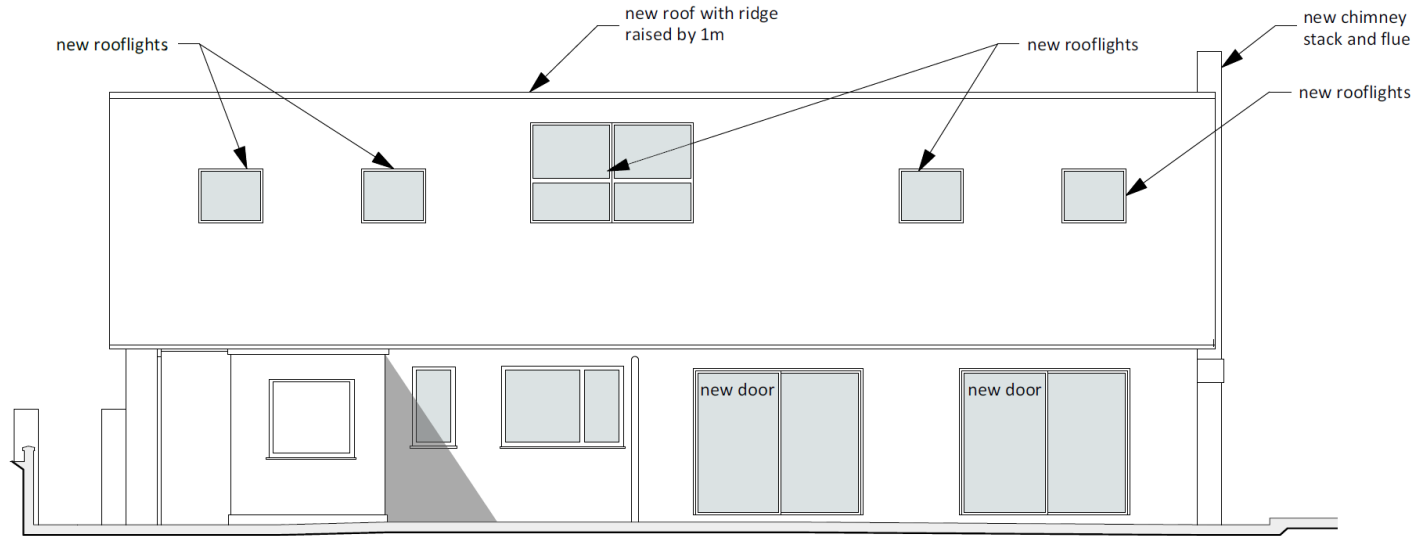 new roof with ridge
raised by 1m
new chimney
stack and flue
new rooflights
new rooflights
new rooflights
new door
new door